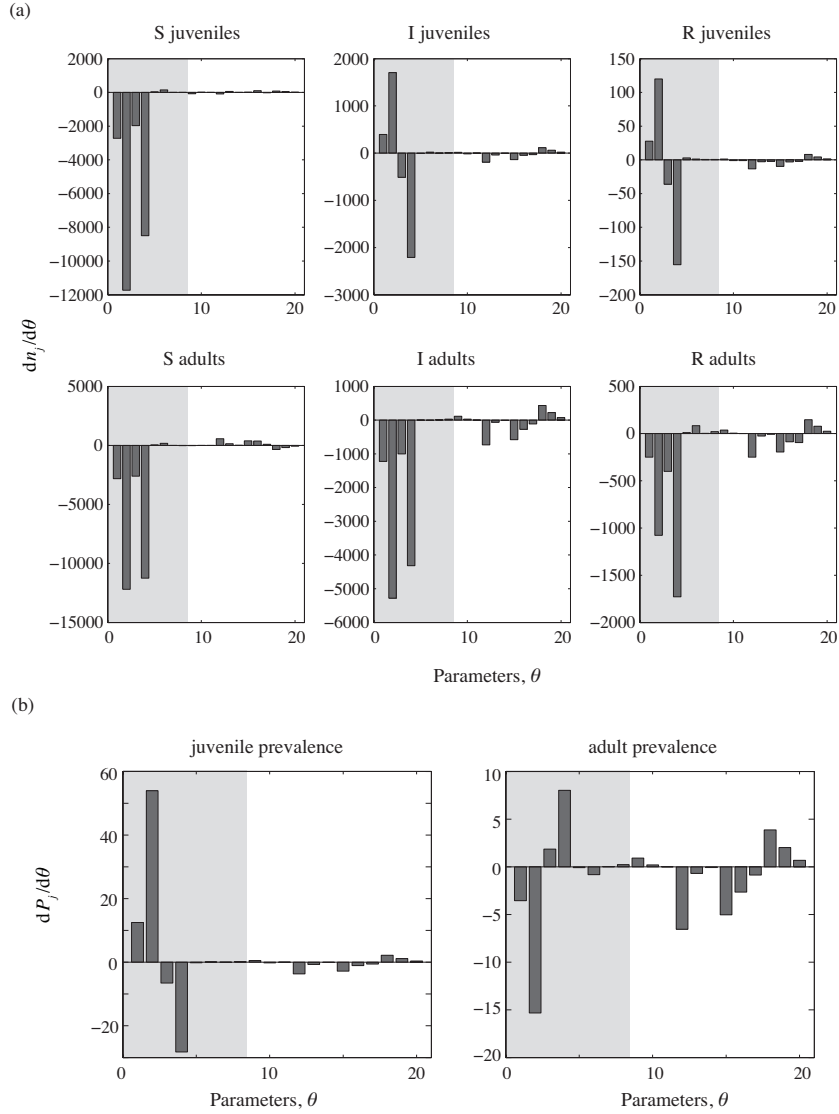 (a)
S juveniles
I juveniles
R juveniles
2000
0
−2000
−4000
−6000
−8000
−10000
−12000
0 10 20
2000
1000
0
−1000
−2000
−3000
0 10 20
150
100
50
0
−50
−100
−150
−200
0 10 20
dn_j/dθ
S adults
I adults
R adults
5000
0
−5000
−10000
−15000
0 10 20
1000
0
−1000
−2000
−3000
−4000
−5000
−6000
0 10 20
500
0
−500
−1000
−1500
−2000
0 10 20
Parameters, θ
(b)
juvenile prevalence
adult prevalence
dP_j/dθ
60
40
20
0
−20
0 10 20
Parameters, θ
10
5
0
−5
−10
−15
−20
0 10 20
Parameters, θ